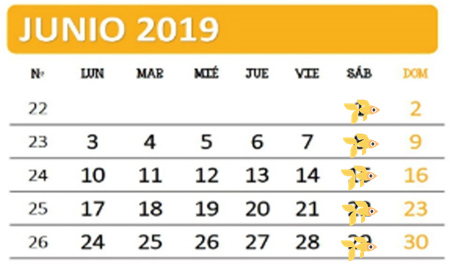 JUNIO 2019
Nº LUN MAR MIÉ JUE VIE SÁB DOM
22 2
23 3 4 5 6 7 9
24 10 11 12 13 14 16
25 17 18 19 20 21 23
26 24 25 26 27 28 30